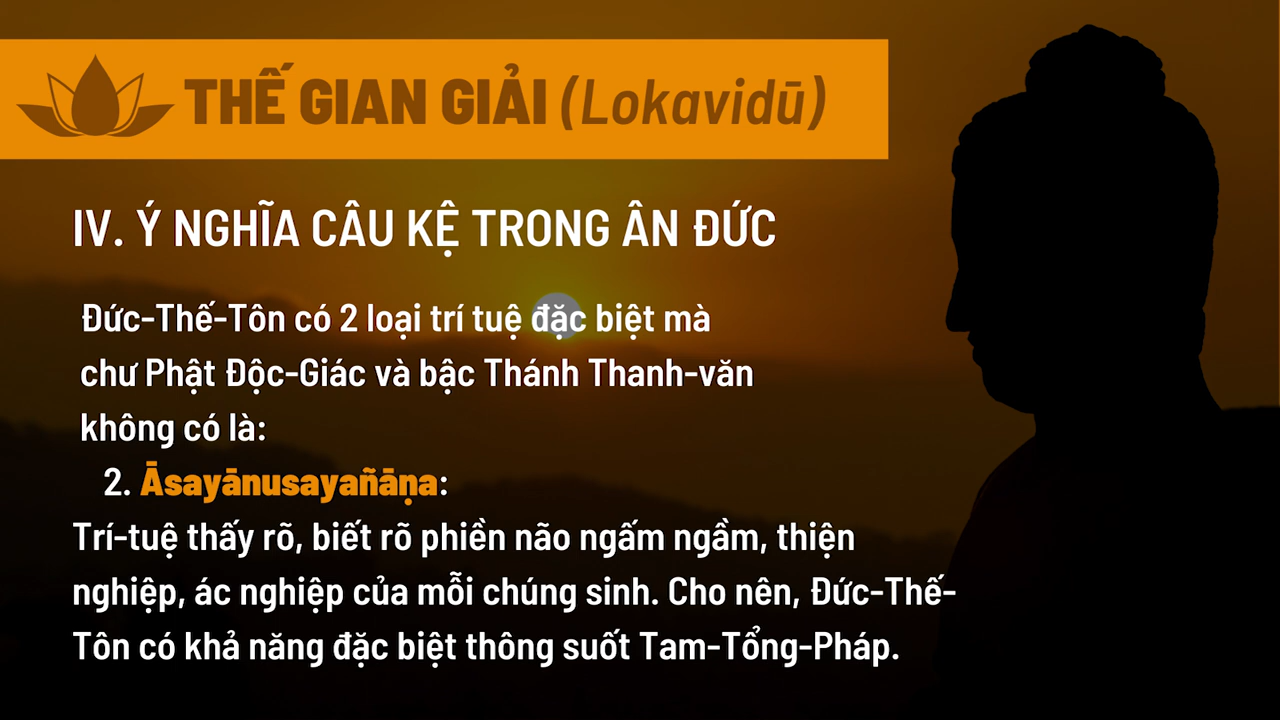 THẾ GIAN GIẢI (Lokavidū)
IV. Ý NGHĨA CÂU KỆ TRONG ÂN ĐỨC
Đức-Thế-Tôn có 2 loại trí tuệ đặc biệt mà
chư Phật Độc-Giác và bậc Thánh Thanh-văn
không có là:
2. Āsayānusayañāṇa:
Trí-tuệ thấy rõ, biết rõ phiền não ngấm ngầm, thiện
nghiệp, ác nghiệp của mỗi chúng sinh. Cho nên, Đức-Thế-
Tôn có khả năng đặc biệt thông suốt Tam-Tổng-Pháp.